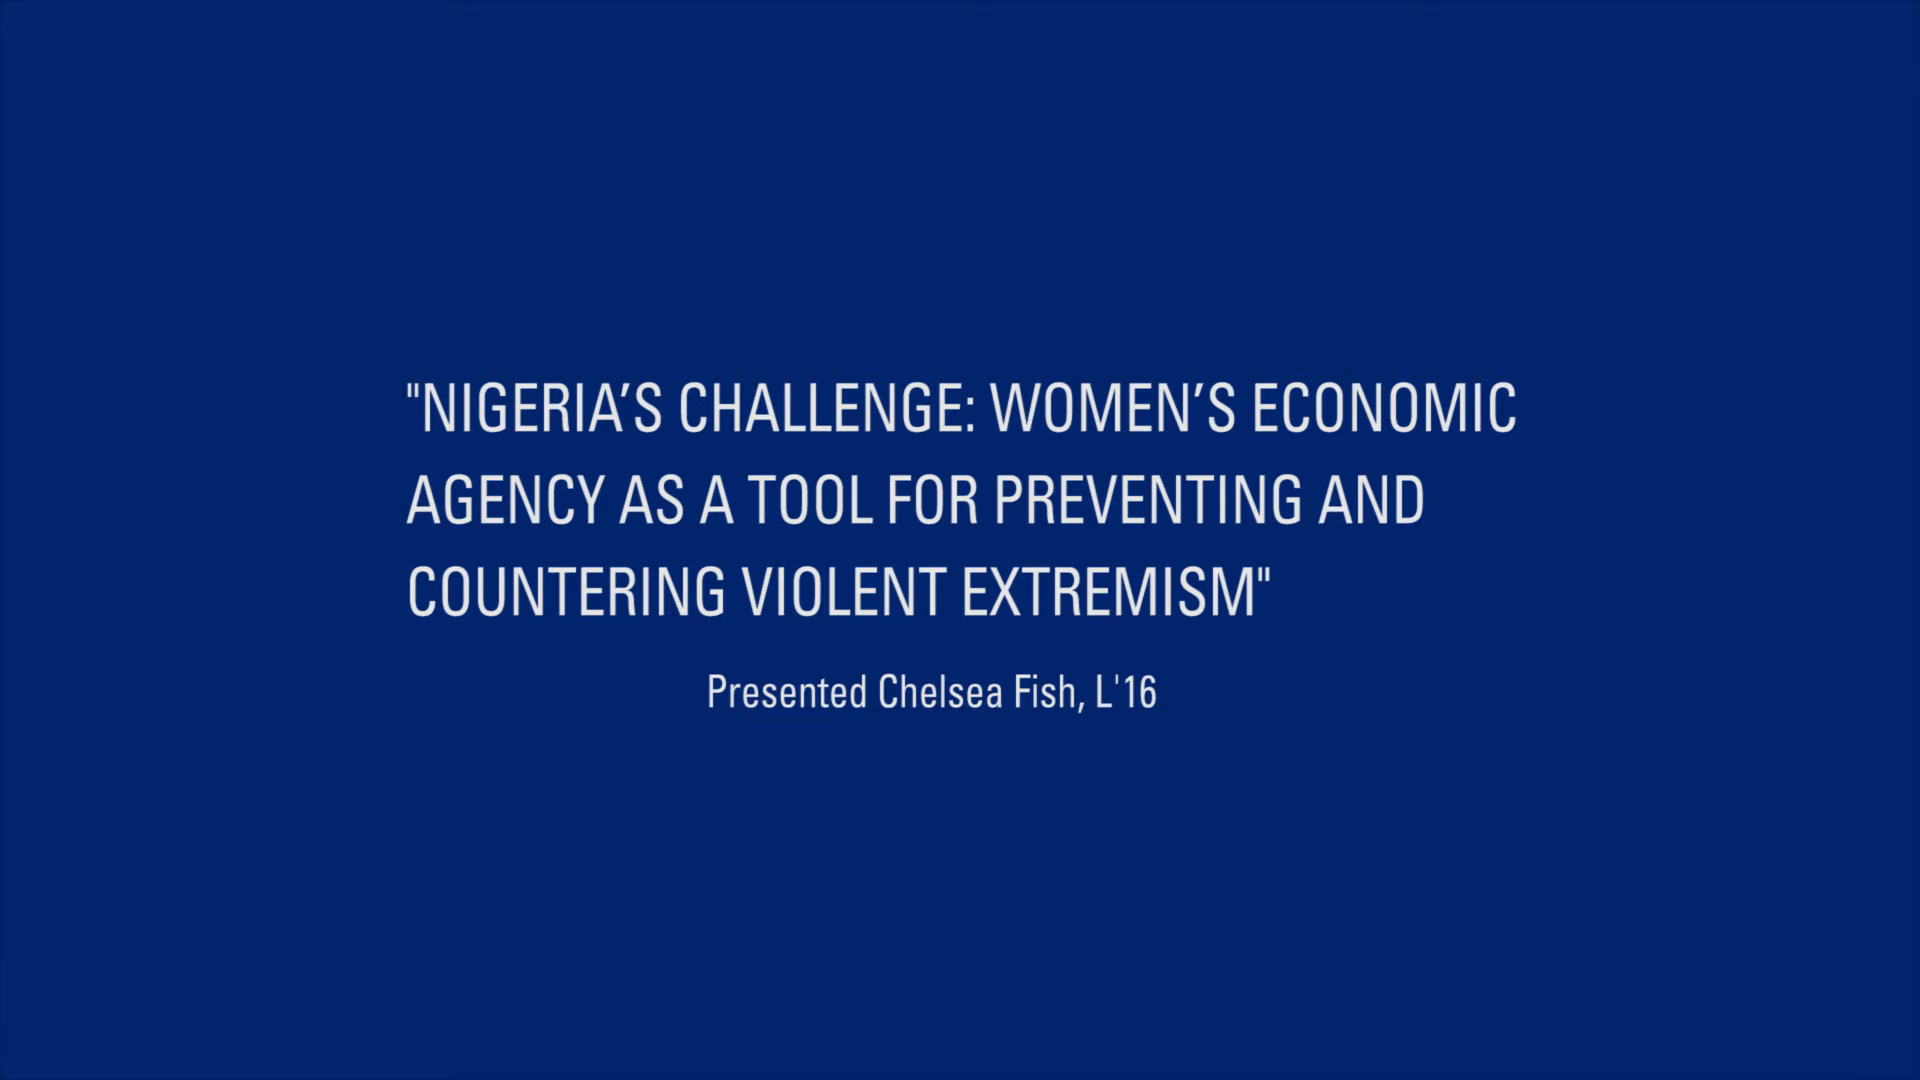 "NIGERIA’S CHALLENGE: WOMEN’S ECONOMIC
AGENCY AS A TOOL FOR PREVENTING AND
COUNTERING VIOLENT EXTREMISM"
Presented Chelsea Fish, L'16